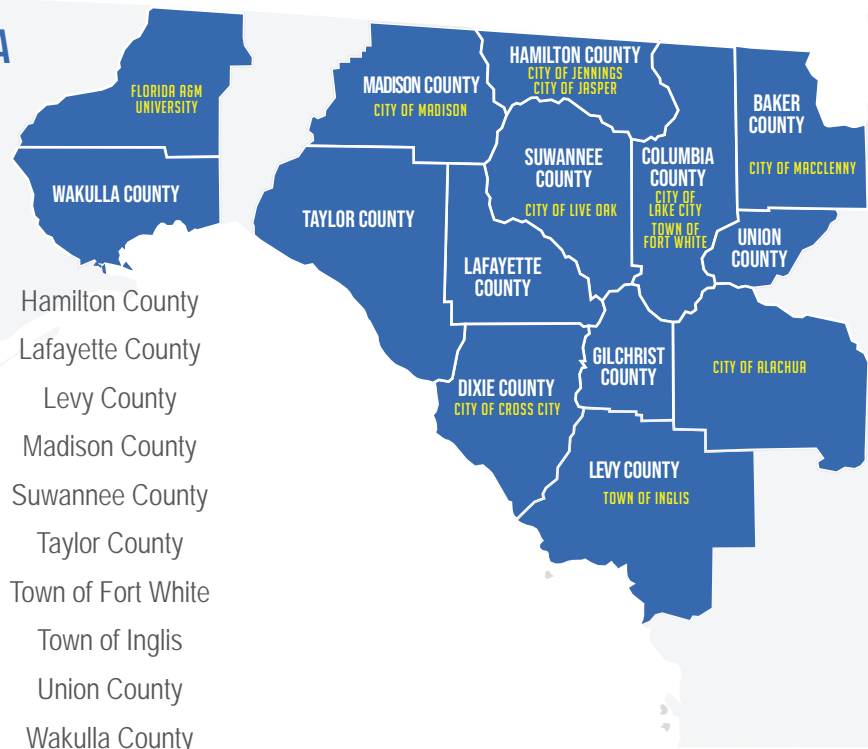 A
FLORIDA A&M
UNIVERSITY
WAKULLA COUNTY
MADISON COUNTY
CITY OF MADISON
HAMILTON COUNTY
CITY OF JENNINGS
CITY OF JASPER
BAKER
COUNTY
CITY OF MACCLENNY
SUWANNEE
COUNTY
CITY OF LIVE OAK
COLUMBIA
COUNTY
CITY OF
LAKE CITY
TOWN OF
FORT WHITE
TAYLOR COUNTY
UNION
COUNTY
LAFAYETTE
COUNTY
GILCHRIST
COUNTY
CITY OF ALACHUA
DIXIE COUNTY
CITY OF CROSS CITY
LEVY COUNTY
TOWN OF INGLIS
Hamilton County
Lafayette County
Levy County
Madison County
Suwannee County
Taylor County
Town of Fort White
Town of Inglis
Union County
Wakulla County